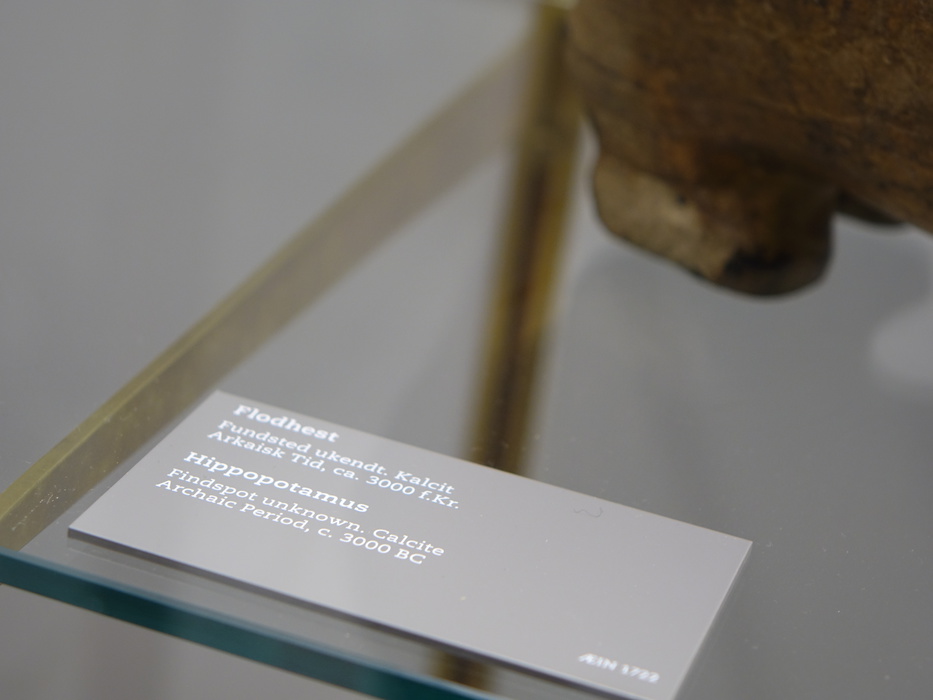 Flodhest
Fundsted ukendt. Kalcit
Arkaisk Tid, ca. 3000 f.Kr.
Hippopotamus
Findspot unknown. Calcite
Archaic Period, c. 3000 BC
ÆIN 1722